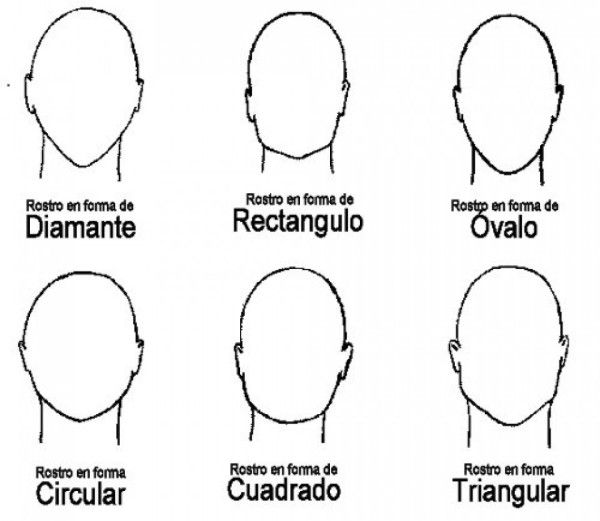 Rostro en forma de
Diamante
Rostro en forma de
Rectangulo
Rostro en forma de
Óvalo
Rostro en forma
Circular
Rostro en forma de
Cuadrado
Rostro en forma
Triangular